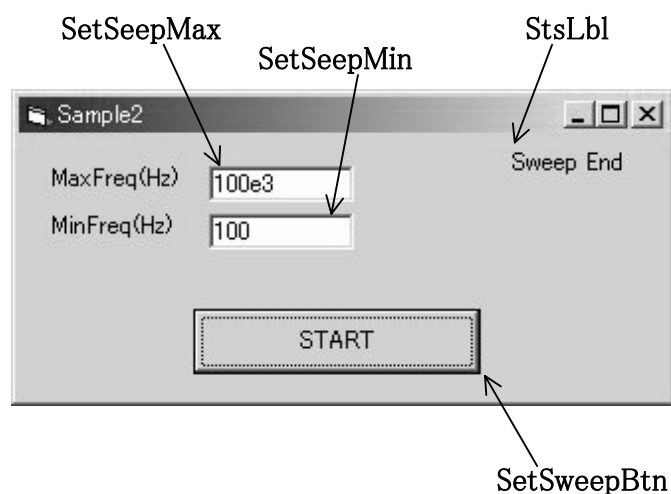 SetSeepMax
StsLbl
SetSeepMin
Sample2
Sweep End
MaxFreq(Hz)
100e3
MinFreq(Hz)
100
START
SetSweepBtn